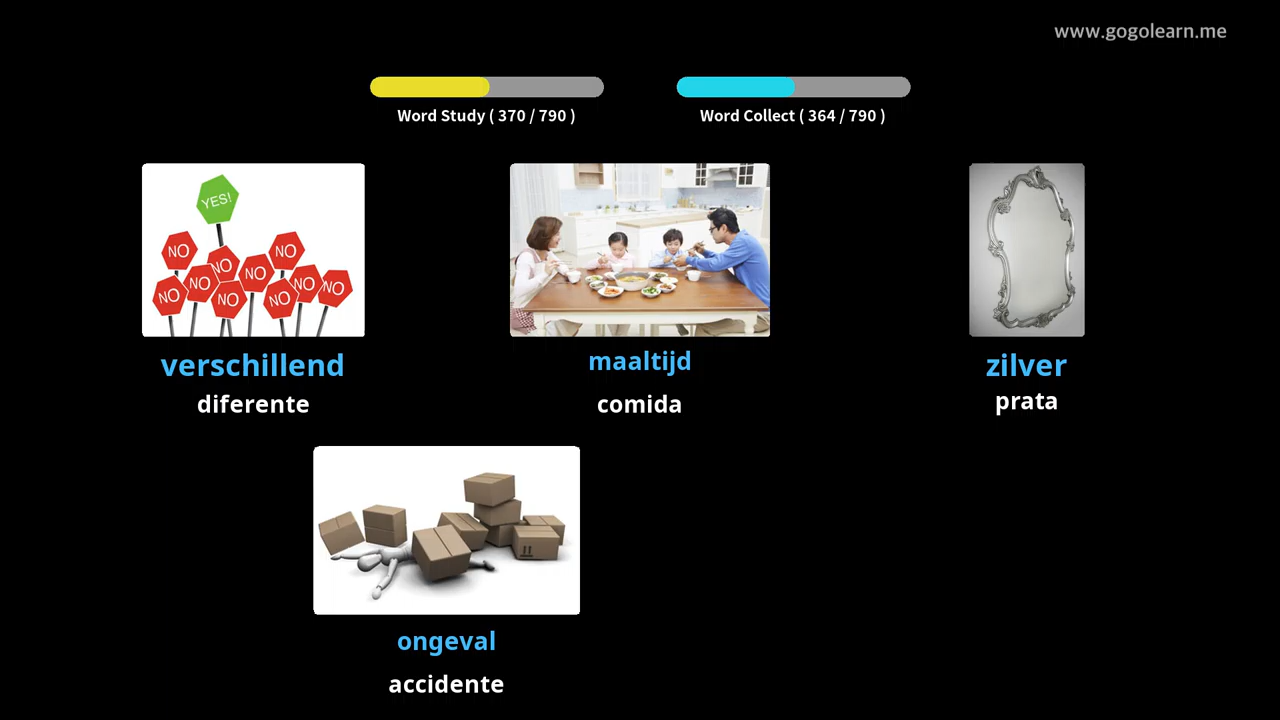 www.gogolearn.me
Word Study ( 370 / 790 )
Word Collect ( 364 / 790 )
YES!
NO
NO
NO
NO
NO
NO
NO
NO
NO
NO
verschillend
diferente
maaltijd
comida
zilver
prata
ongeval
accidente